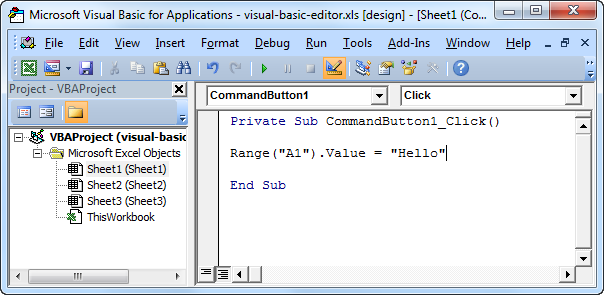 Microsoft Visual Basic for Applications - visual-basic-editor.xls [design] - [Sheet1 (Co...
File Edit View Insert Format Debug Run Tools Add-Ins Window Help
Project - VBAProject
CommandButton1 Click
VBAProject (visual-basic
Microsoft Excel Objects
Sheet1 (Sheet1)
Sheet2 (Sheet2)
Sheet3 (Sheet3)
ThisWorkbook
Private Sub CommandButton1_Click()
Range("A1").Value = "Hello"
End Sub